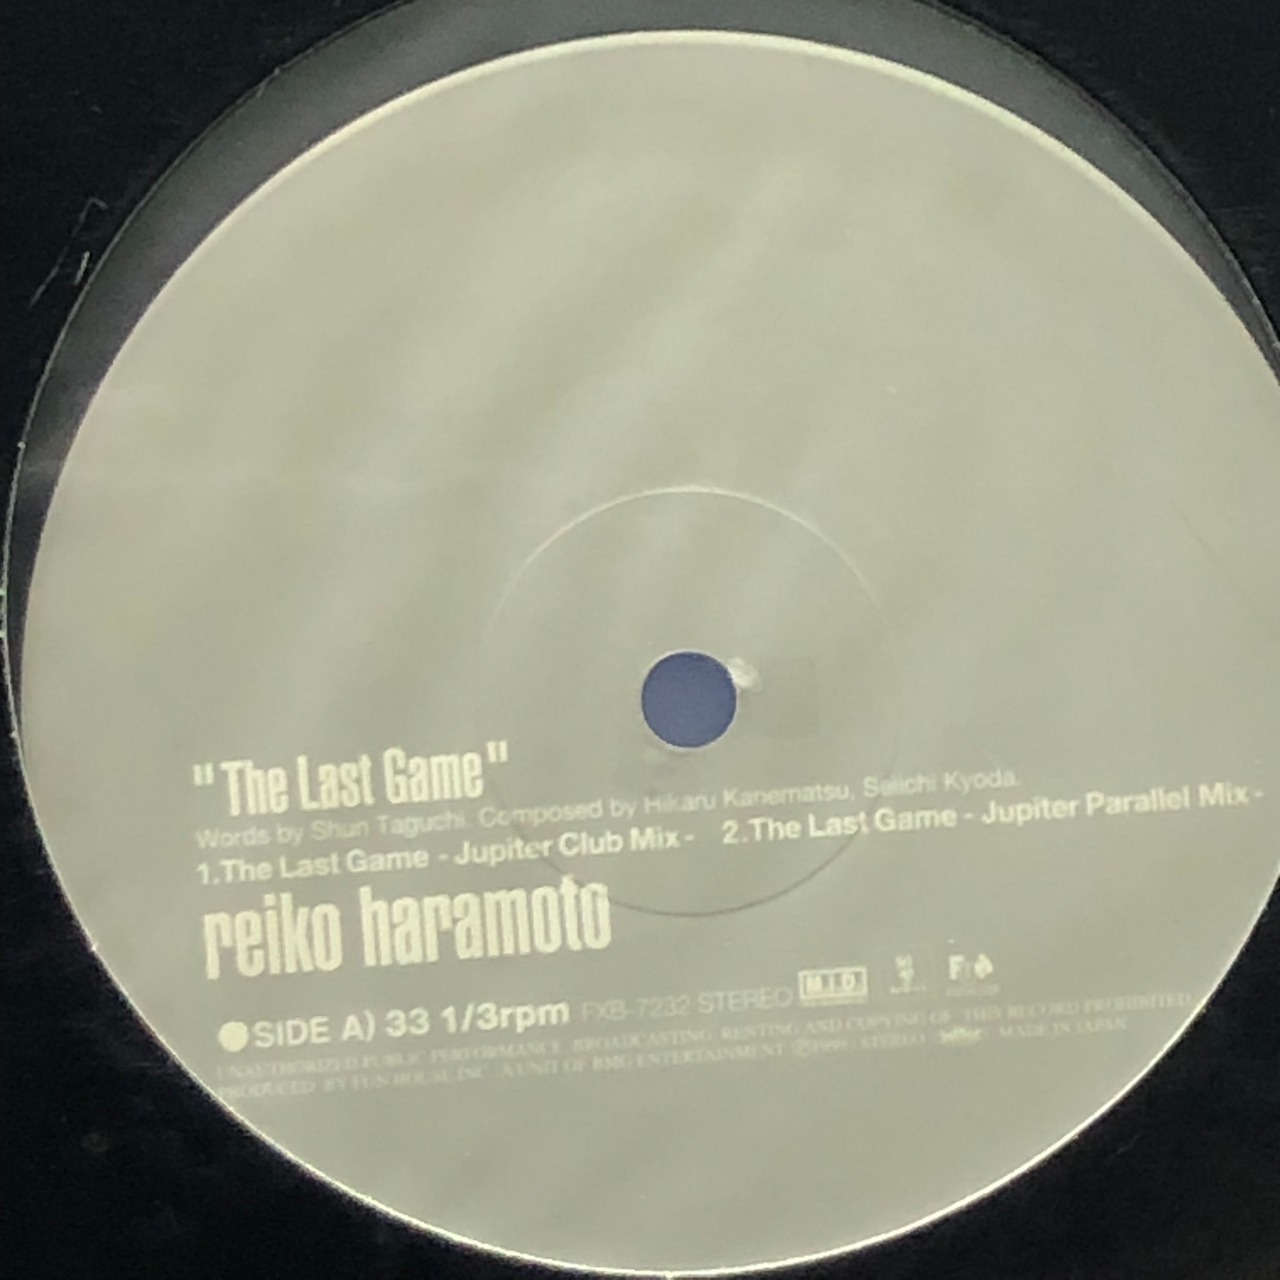 "The Last Game"
Words by Shun Taguchi. Composed by Hikaru Kanematsu, Seiichi Kyoda.
1.The Last Game - Jupiter Club Mix - 2.The Last Game - Jupiter Parallel Mix -
reiko haramoto
SIDE A) 33 1/3rpm FXB-7232 STEREO M.I.D.
UNAUTHORIZED PUBLIC PERFORMANCE, BROADCASTING, RENTING AND COPYING OF THIS RECORD PROHIBITED.
PRODUCED BY FUN HOUSE INC. A UNIT OF BMG ENTERTAINMENT Ⓟ1999 / STEREO MADE IN JAPAN